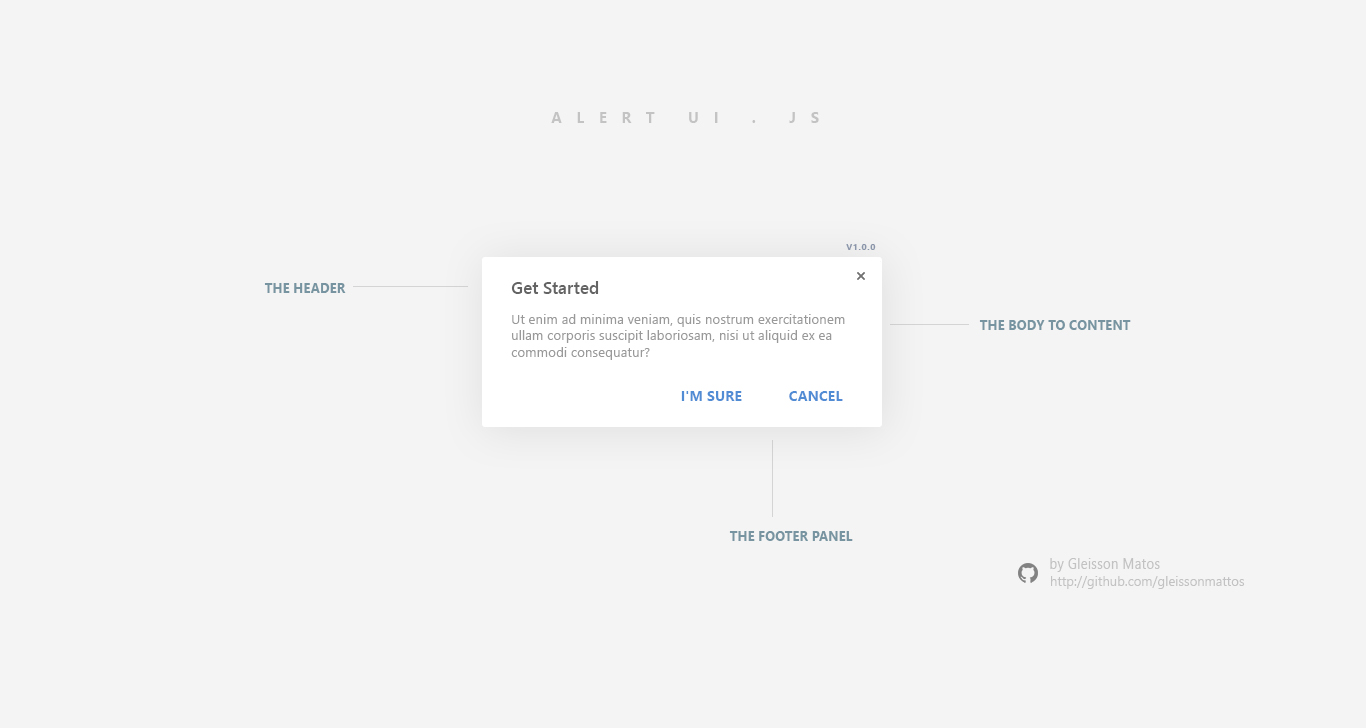 ALERT UI . JS
V1.0.0
THE HEADER
Get Started
Ut enim ad minima veniam, quis nostrum exercitationem
ullam corporis suscipit laboriosam, nisi ut aliquid ex ea
commodi consequatur?
THE BODY TO CONTENT
I'M SURE
CANCEL
THE FOOTER PANEL
by Gleisson Matos
http://github.com/gleissonmattos